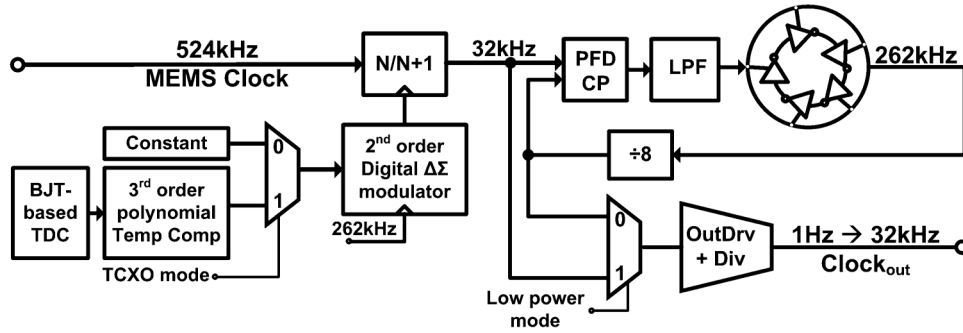 524kHz
MEMS Clock
N/N+1
32kHz
PFD
CP
LPF
262kHz
Constant
0
1
2nd order
Digital ΔΣ
modulator
÷8
BJT-
based
TDC
3rd order
polynomial
Temp Comp
262kHz
TCXO mode
0
1
OutDrv
+ Div
1Hz → 32kHz
Clockout
Low power
mode